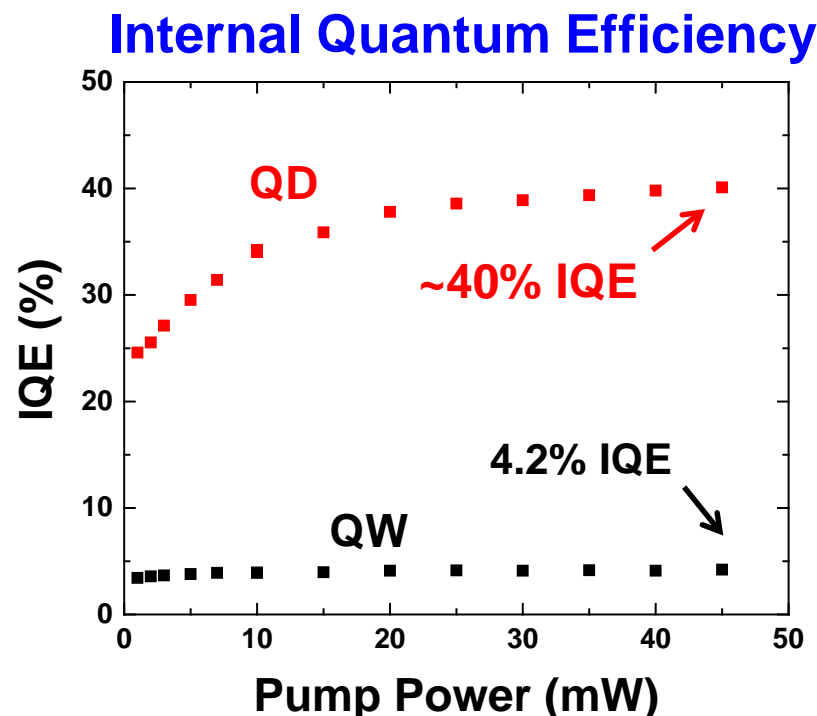 Internal Quantum Efficiency
50
40
30
20
10
0
IQE (%)
QD
~40% IQE
4.2% IQE
QW
0 10 20 30 40 50
Pump Power (mW)